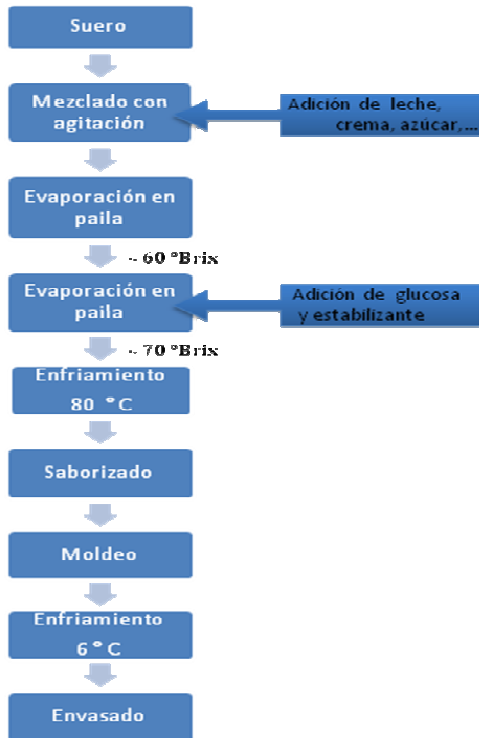 Suero
Mezclado con
agitación
Adición de leche,
crema, azúcar,...
Evaporación en
paila
~ 60 °Brix
Evaporación en
paila
Adición de glucosa
y estabilizante
~ 70 °Brix
Enfriamiento
80 °C
Saborizado
Moldeo
Enfriamiento
6°C
Envasado